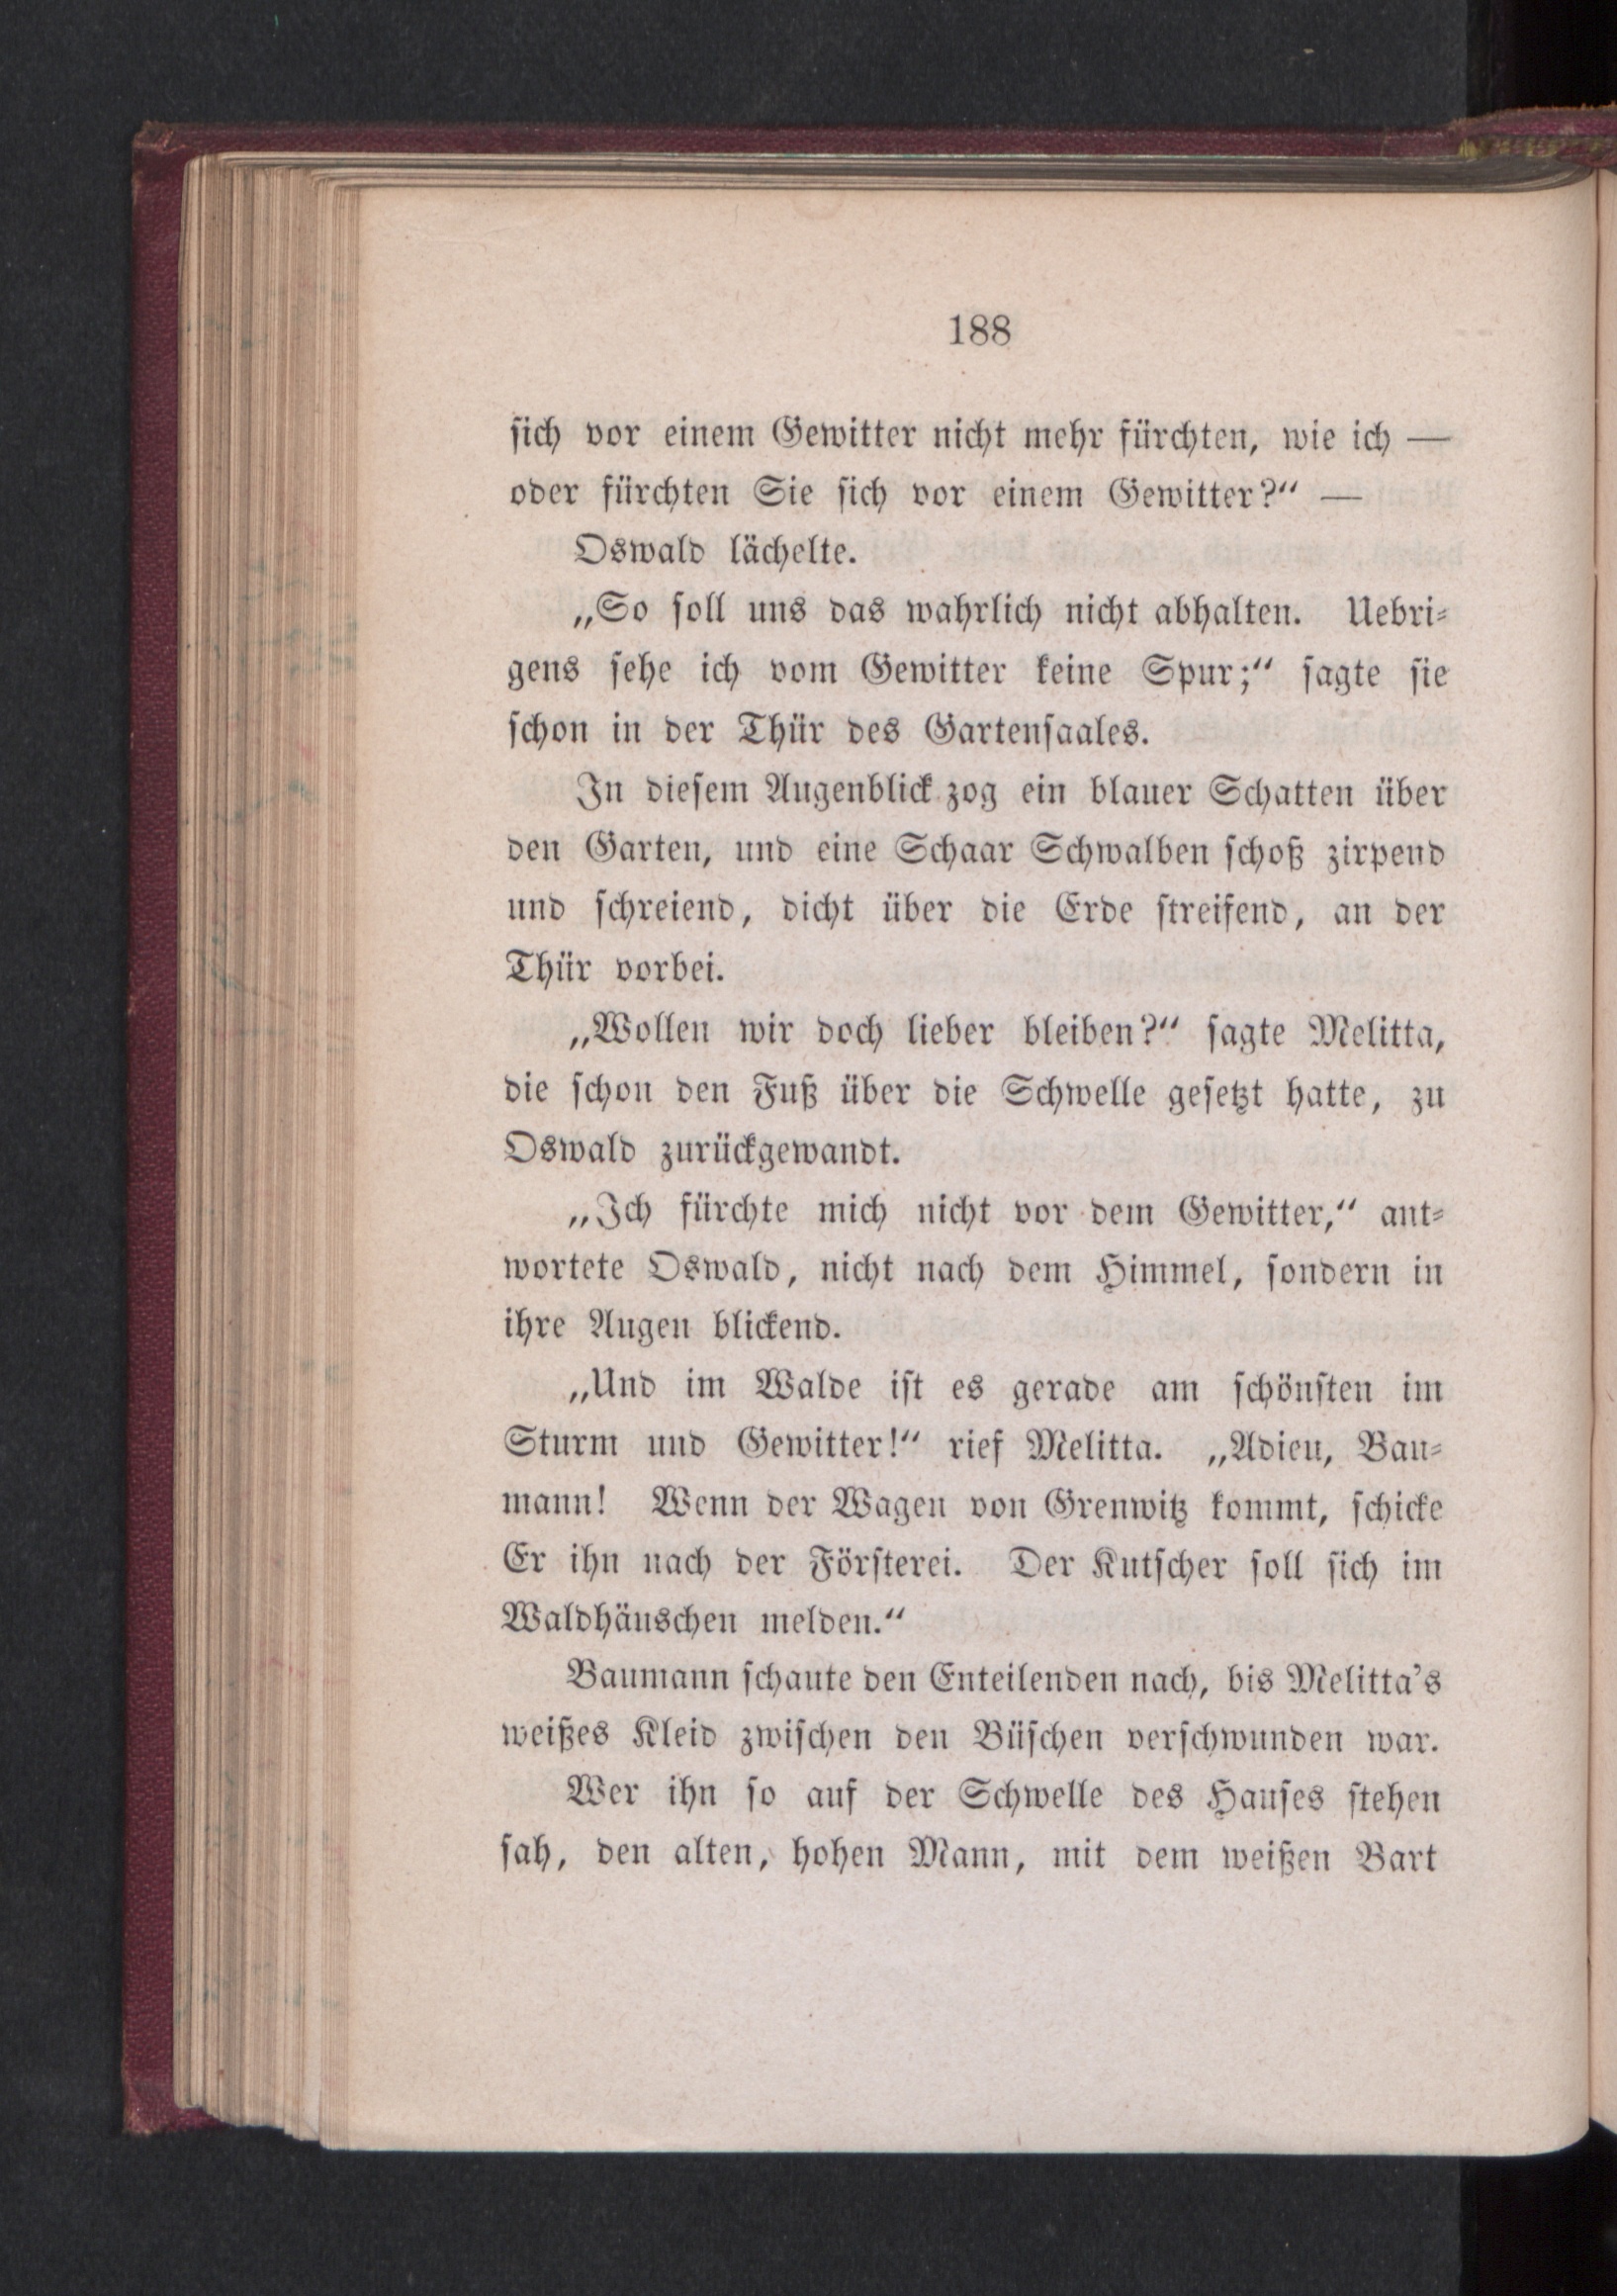 188
sich vor einem Gewitter nicht mehr fürchten, wie ich —
oder fürchten Sie sich vor einem Gewitter?“ —
Oswald lächelte.
„So soll uns das wahrlich nicht abhalten. Uebri-
gens sehe ich vom Gewitter keine Spur;“ sagte sie
schon in der Thür des Gartensaales.
In diesem Augenblick zog ein blauer Schatten über
den Garten, und eine Schaar Schwalben schoß zirpend
und schreiend, dicht über die Erde streifend, an der
Thür vorbei.
„Wollen wir doch lieber bleiben?“ sagte Melitta,
die schon den Fuß über die Schwelle gesetzt hatte, zu
Oswald zurückgewandt.
„Ich fürchte mich nicht vor dem Gewitter,“ ant-
wortete Oswald, nicht nach dem Himmel, sondern in
ihre Augen blickend.
„Und im Walde ist es gerade am schönsten im
Sturm und Gewitter!“ rief Melitta. „Adieu, Bau-
mann! Wenn der Wagen von Grenwitz kommt, schicke
Er ihn nach der Försterei. Der Kutscher soll sich im
Waldhäuschen melden.“
Baumann schaute den Enteilenden nach, bis Melitta's
weißes Kleid zwischen den Büschen verschwunden war.
Wer ihn so auf der Schwelle des Hauses stehen
sah, den alten, hohen Mann, mit dem weißen Bart